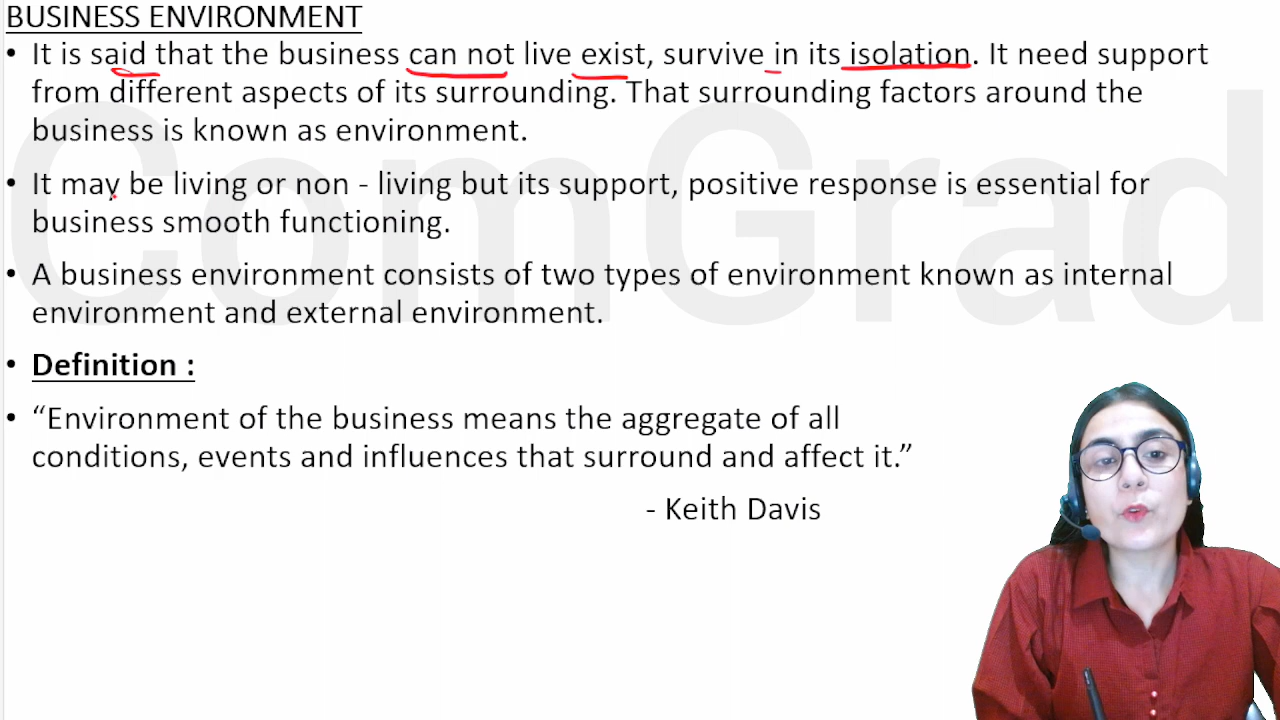 BUSINESS ENVIRONMENT
• It is said that the business can not live exist, survive in its isolation. It need support
from different aspects of its surrounding. That surrounding factors around the
business is known as environment.
• It may be living or non - living but its support, positive response is essential for
business smooth functioning.
• A business environment consists of two types of environment known as internal
environment and external environment.
• Definition :
• “Environment of the business means the aggregate of all
conditions, events and influences that surround and affect it.”
- Keith Davis
ComGrad